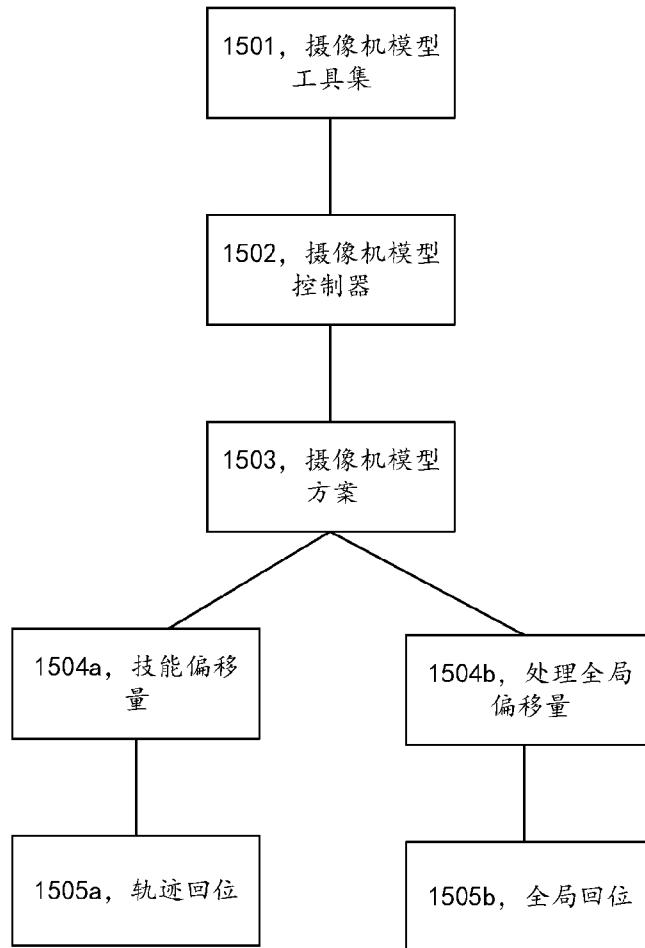 1501，摄像机模型
工具集
1502，摄像机模型
控制器
1503，摄像机模型
方案
1504a，技能偏移
量
1504b，处理全局
偏移量
1505a，轨迹回位
1505b，全局回位